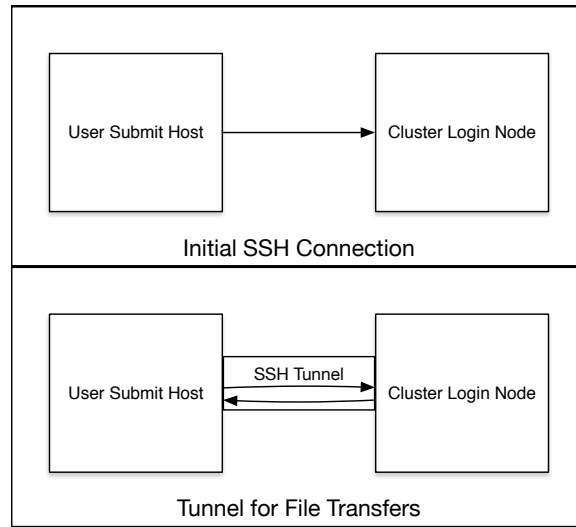 User Submit Host
Cluster Login Node
Initial SSH Connection
SSH Tunnel
User Submit Host
Cluster Login Node
Tunnel for File Transfers